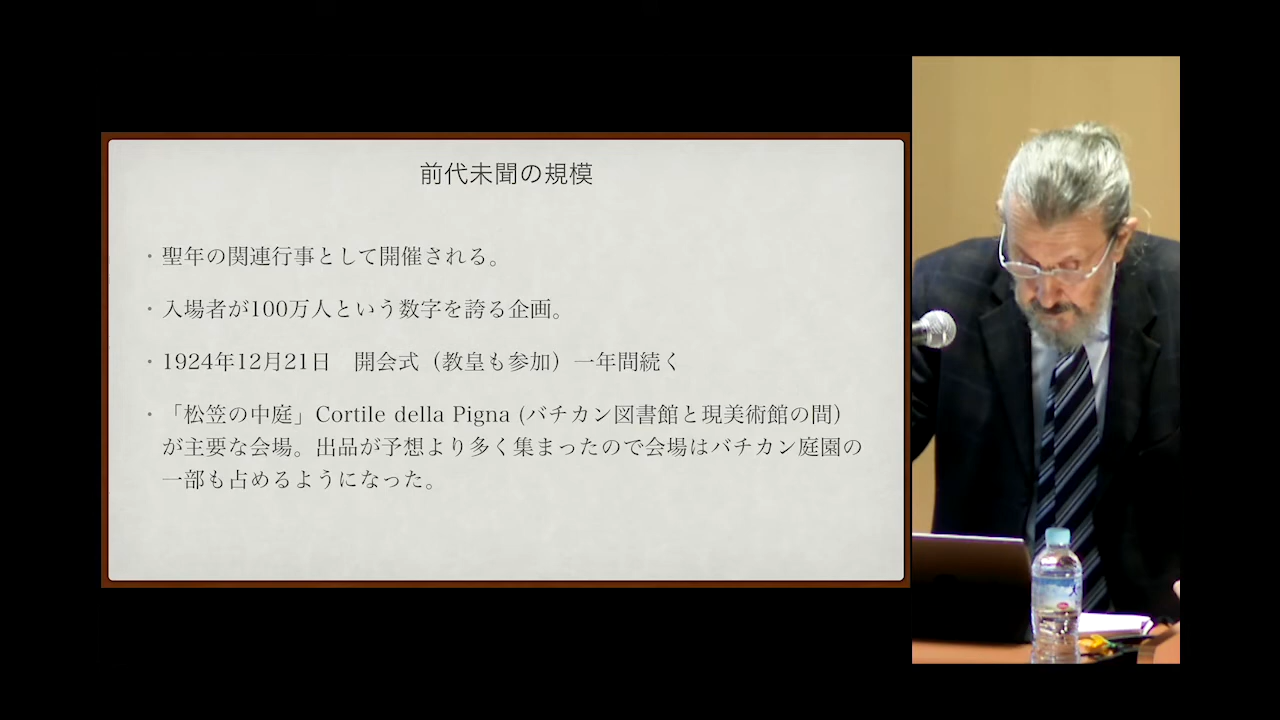 前代未聞の規模
・聖年の関連行事として開催される。
・入場者が100万人という数字を誇る企画。
・1924年12月21日　開会式（教皇も参加）一年間続く
・「松笠の中庭」Cortile della Pigna (バチカン図書館と現美術館の間）
が主要な会場。出品が予想より多く集まったので会場はバチカン庭園の
一部も占めるようになった。